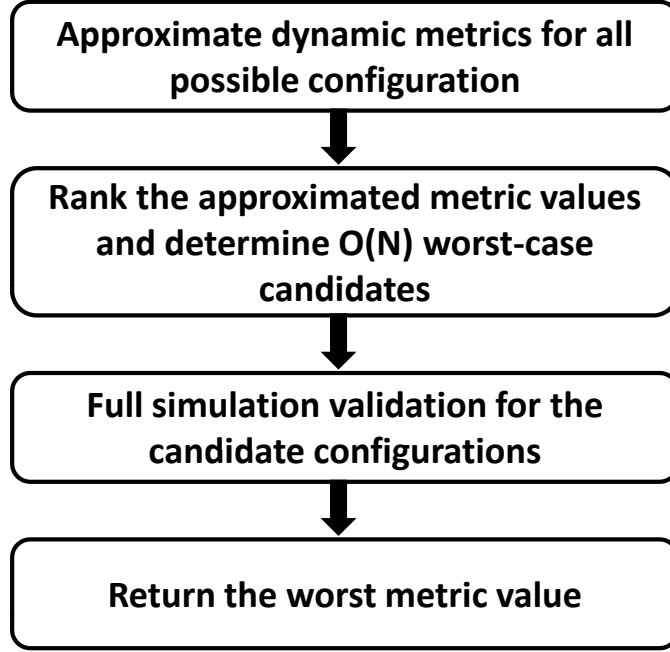 Approximate dynamic metrics for all
possible configuration
Rank the approximated metric values
and determine O(N) worst-case
candidates
Full simulation validation for the
candidate configurations
Return the worst metric value